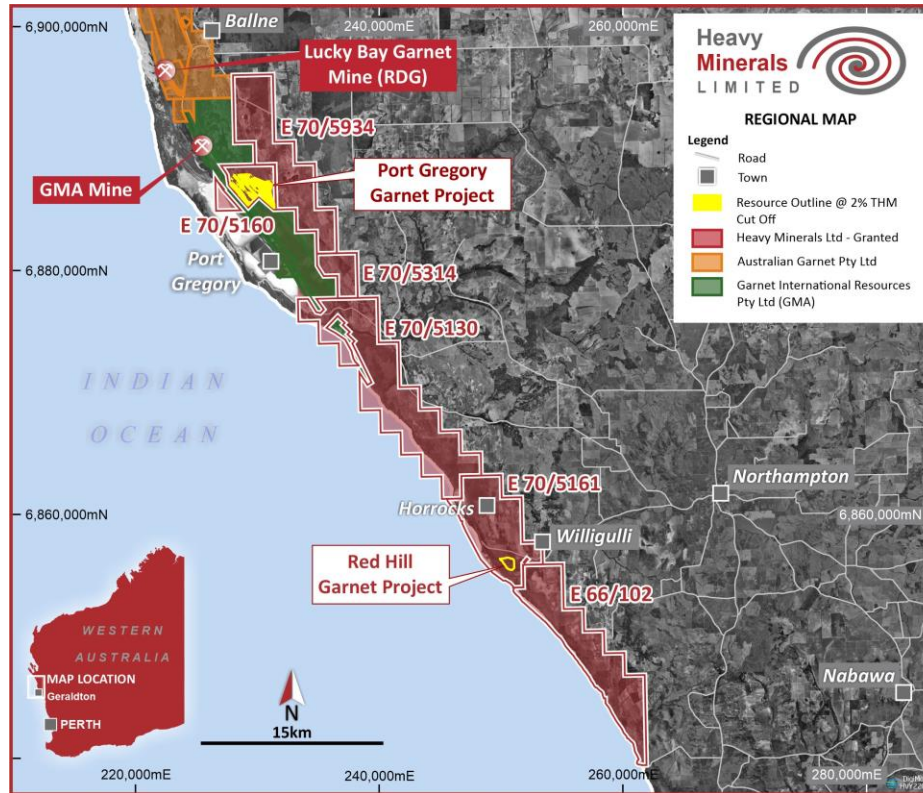 6,900,000mN
240,000mE
260,000mE
Ballne
Lucky Bay Garnet
Mine (RDG)
Heavy
Minerals
LIMITED
REGIONAL MAP
Legend
Road
Town
Resource Outline @ 2% THM
Cut Off
Heavy Minerals Ltd - Granted
Australian Garnet Pty Ltd
Garnet International Resources
Pty Ltd (GMA)
E 70/5934
Port Gregory
Garnet Project
GMA Mine
E 70/5160
Port
Gregory
6,880,000mN
E 70/5314
E 70/5130
INDIAN
OCEAN
E 70/5161
Northampton
Horrocks
6,860,000mN
6,860,000mN
Willigulli
Red Hill
Garnet Project
E 66/102
WESTERN
AUSTRALIA
MAP LOCATION
Geraldton
PERTH
Nabawa
N
15km
220,000mE
240,000mE
260,000mE
280,000mE